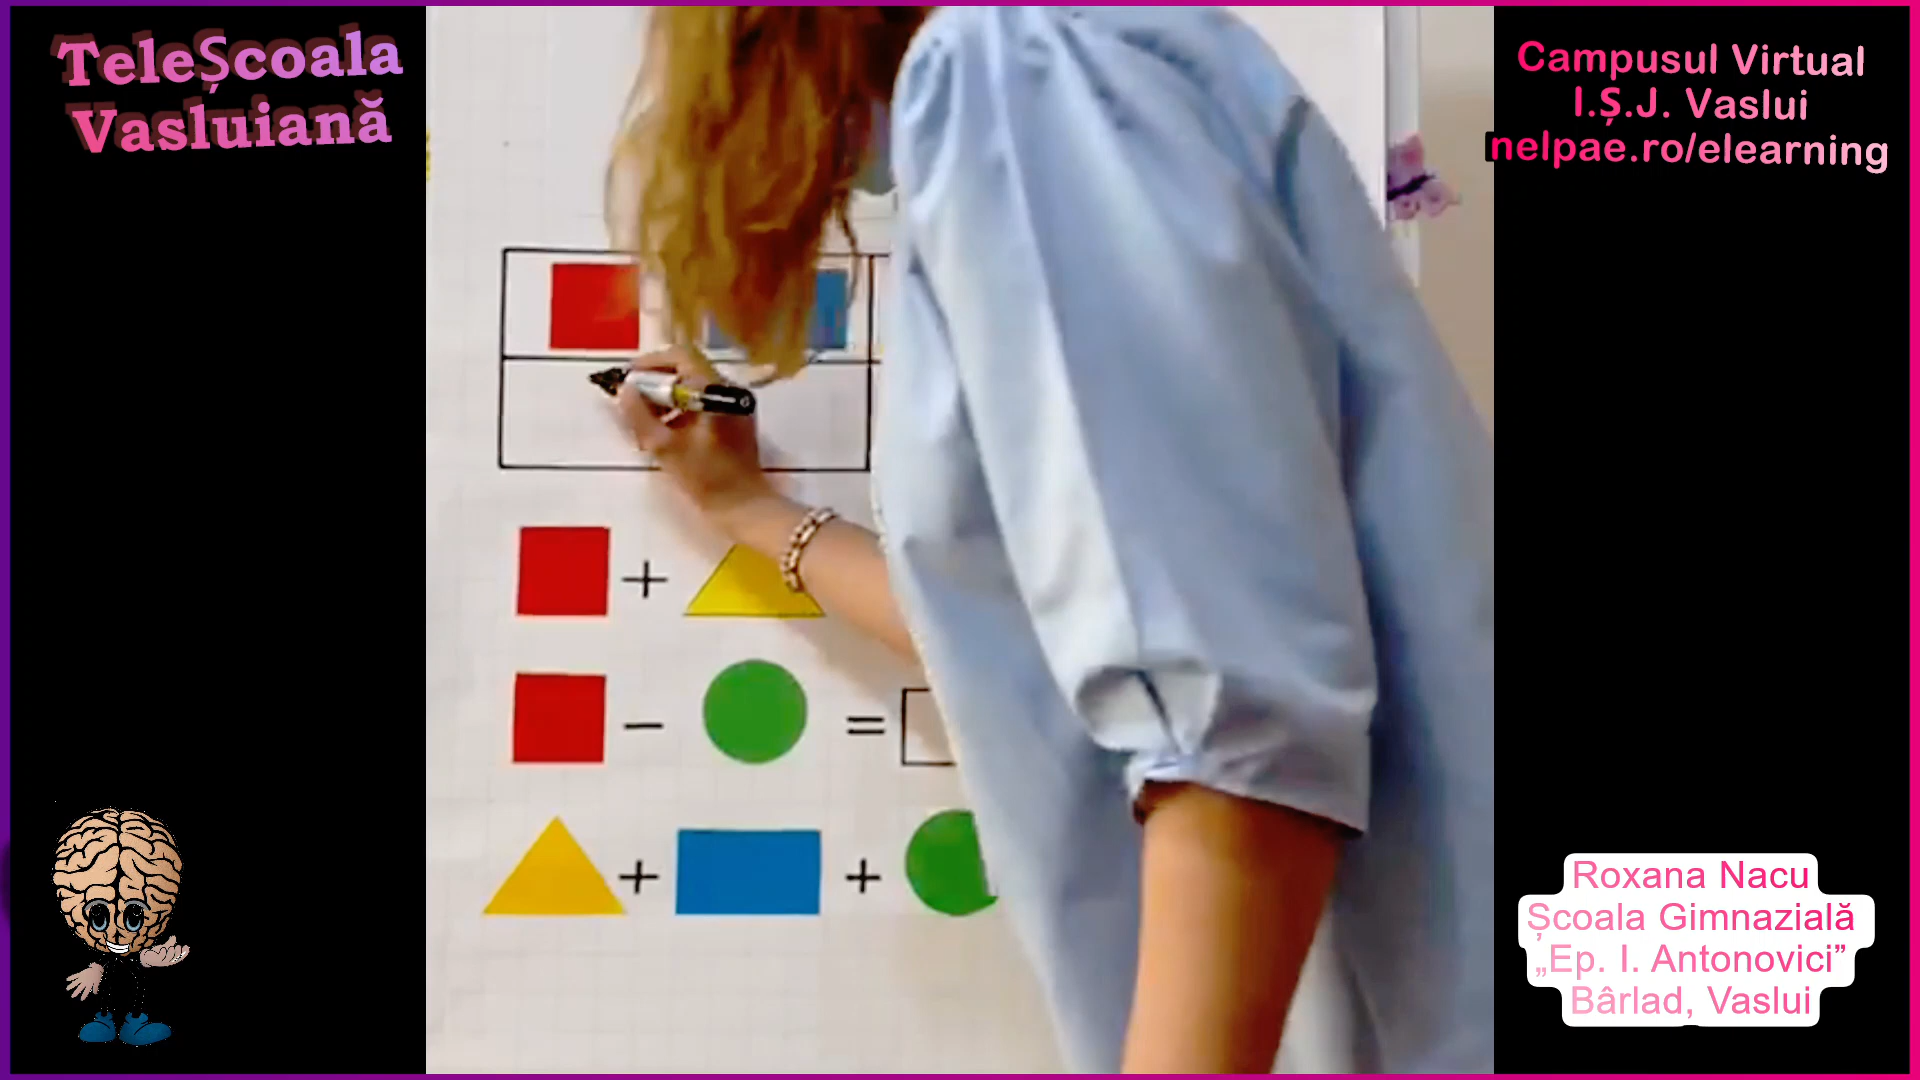 TeleȘcoala
Vasluiană
Campusul Virtual
I.Ș.J. Vaslui
nelpae.ro/elearning
+
− =
+ +
Roxana Nacu
Școala Gimnazială
„Ep. I. Antonovici”
Bârlad, Vaslui